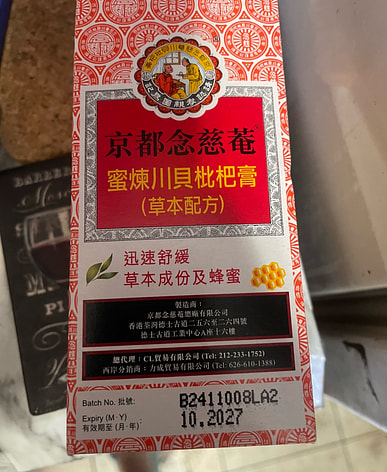 京都念慈菴
蜜煉川貝枇杷膏
(草本配方)
迅速舒緩
草本成份及蜂蜜
製造商：
京都念慈菴總廠有限公司
香港荃灣德士古道二五六至二六四號
德士古道工業中心A座十六樓
總代理：CL貿易有限公司 (Tel: 212-233-1752)
西岸分銷商：力成貿易有限公司 (Tel: 626-610-1388)
Batch No. 批號: B2411008LA2
Expiry (M·Y) 10.2027
有效期至 (月·年)